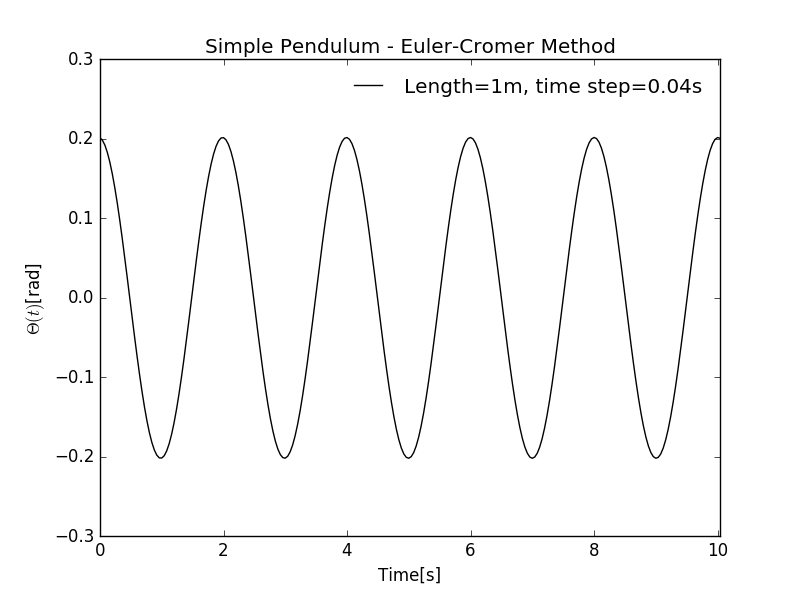 Simple Pendulum - Euler-Cromer Method
Length=1m, time step=0.04s
0.3
0.2
0.1
0.0
−0.1
−0.2
−0.3
Θ(t)[rad]
0 2 4 6 8 10
Time[s]